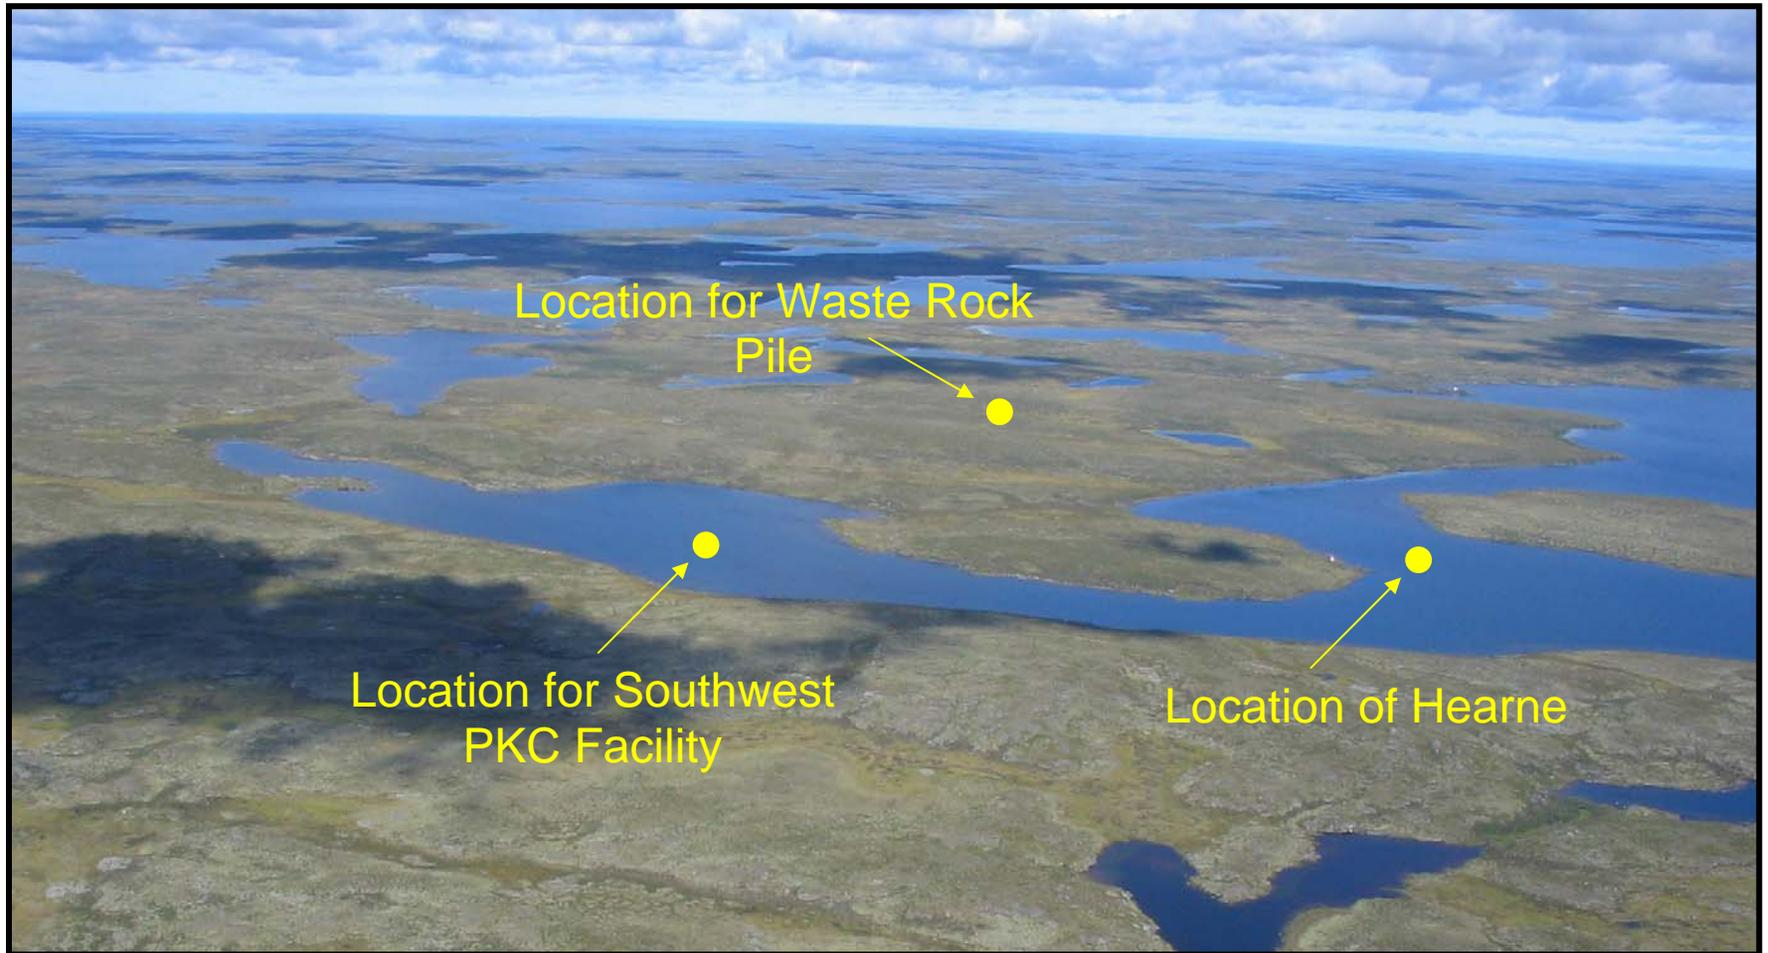 Location for Waste Rock
Pile
Location for Southwest
PKC Facility
Location of Hearne